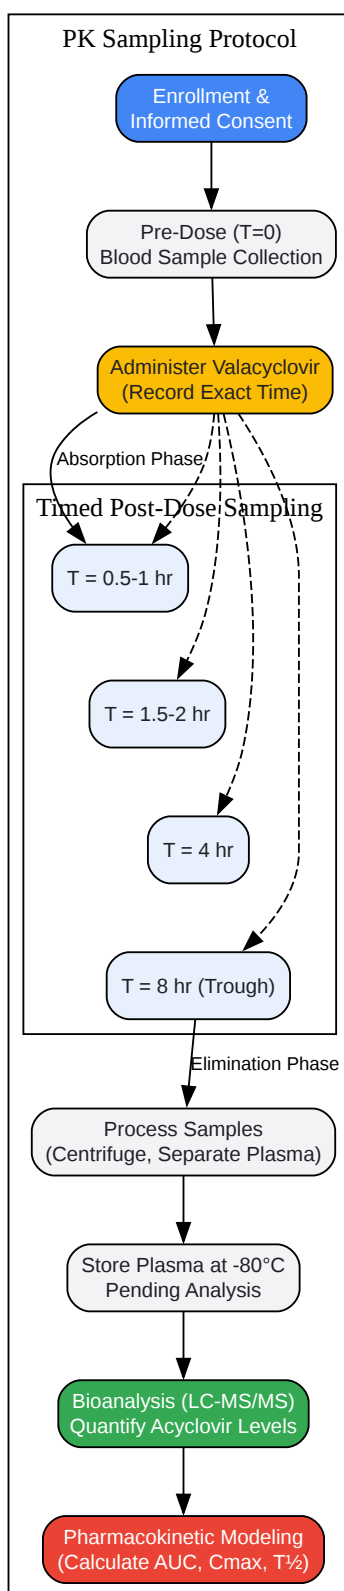 PK Sampling Protocol
Enrollment &
Informed Consent
Pre-Dose (T=0)
Blood Sample Collection
Administer Valacyclovir
(Record Exact Time)
Absorption Phase
Timed Post-Dose Sampling
T = 0.5-1 hr
T = 1.5-2 hr
T = 4 hr
T = 8 hr (Trough)
Elimination Phase
Process Samples
(Centrifuge, Separate Plasma)
Store Plasma at -80°C
Pending Analysis
Bioanalysis (LC-MS/MS)
Quantify Acyclovir Levels
Pharmacokinetic Modeling
(Calculate AUC, Cmax, T½)